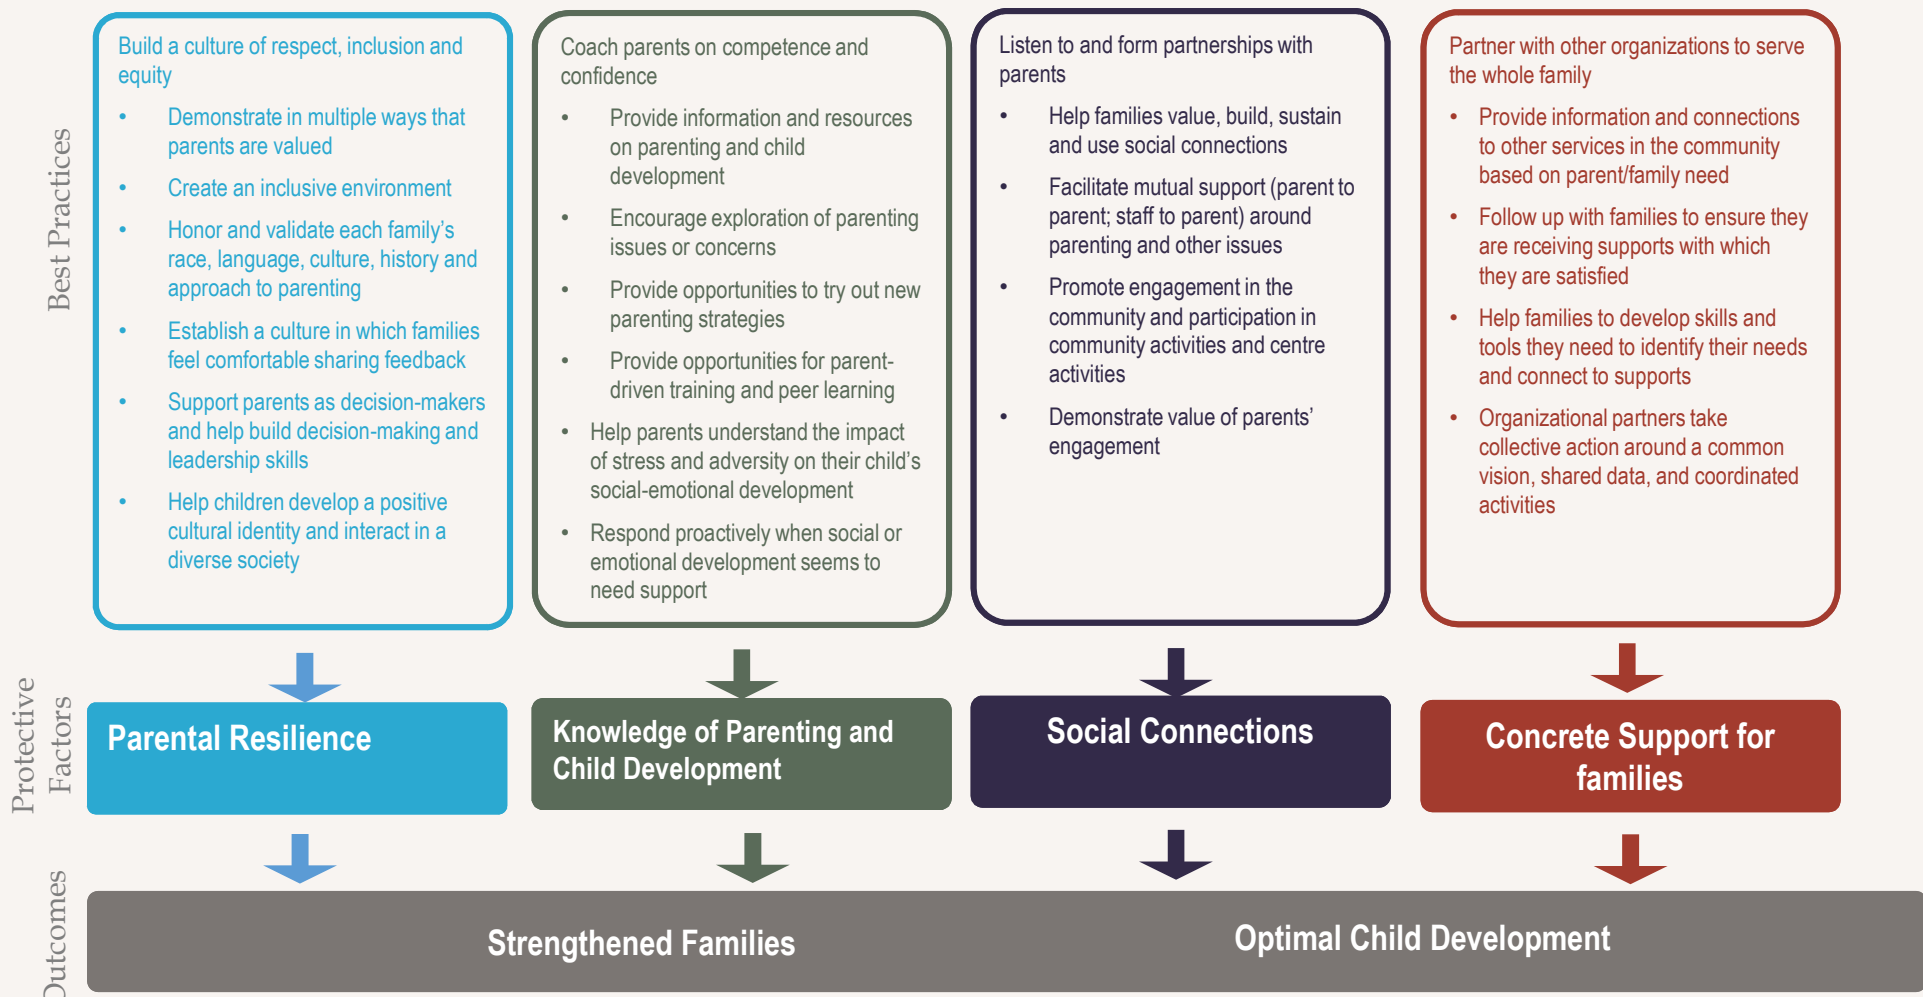 Best Practices
Build a culture of respect, inclusion and
equity
• Demonstrate in multiple ways that
parents are valued
• Create an inclusive environment
• Honor and validate each family's
race, language, culture, history and
approach to parenting
• Establish a culture in which families
feel comfortable sharing feedback
• Support parents as decision-makers
and help build decision-making and
leadership skills
• Help children develop a positive
cultural identity and interact in a
diverse society
Coach parents on competence and
confidence
• Provide information and resources
on parenting and child
development
• Encourage exploration of parenting
issues or concerns
• Provide opportunities to try out new
parenting strategies
• Provide opportunities for parent-
driven training and peer learning
• Help parents understand the impact
of stress and adversity on their child's
social-emotional development
• Respond proactively when social or
emotional development seems to
need support
Listen to and form partnerships with
parents
• Help families value, build, sustain
and use social connections
• Facilitate mutual support (parent to
parent; staff to parent) around
parenting and other issues
• Promote engagement in the
community and participation in
community activities and centre
activities
• Demonstrate value of parents'
engagement
Partner with other organizations to serve
the whole family
• Provide information and connections
to other services in the community
based on parent/family need
• Follow up with families to ensure they
are receiving supports with which
they are satisfied
• Help families to develop skills and
tools they need to identify their needs
and connect to supports
• Organizational partners take
collective action around a common
vision, shared data, and coordinated
activities
Protective
Factors
Parental Resilience
Knowledge of Parenting and
Child Development
Social Connections
Concrete Support for
families
Outcomes
Strengthened Families
Optimal Child Development